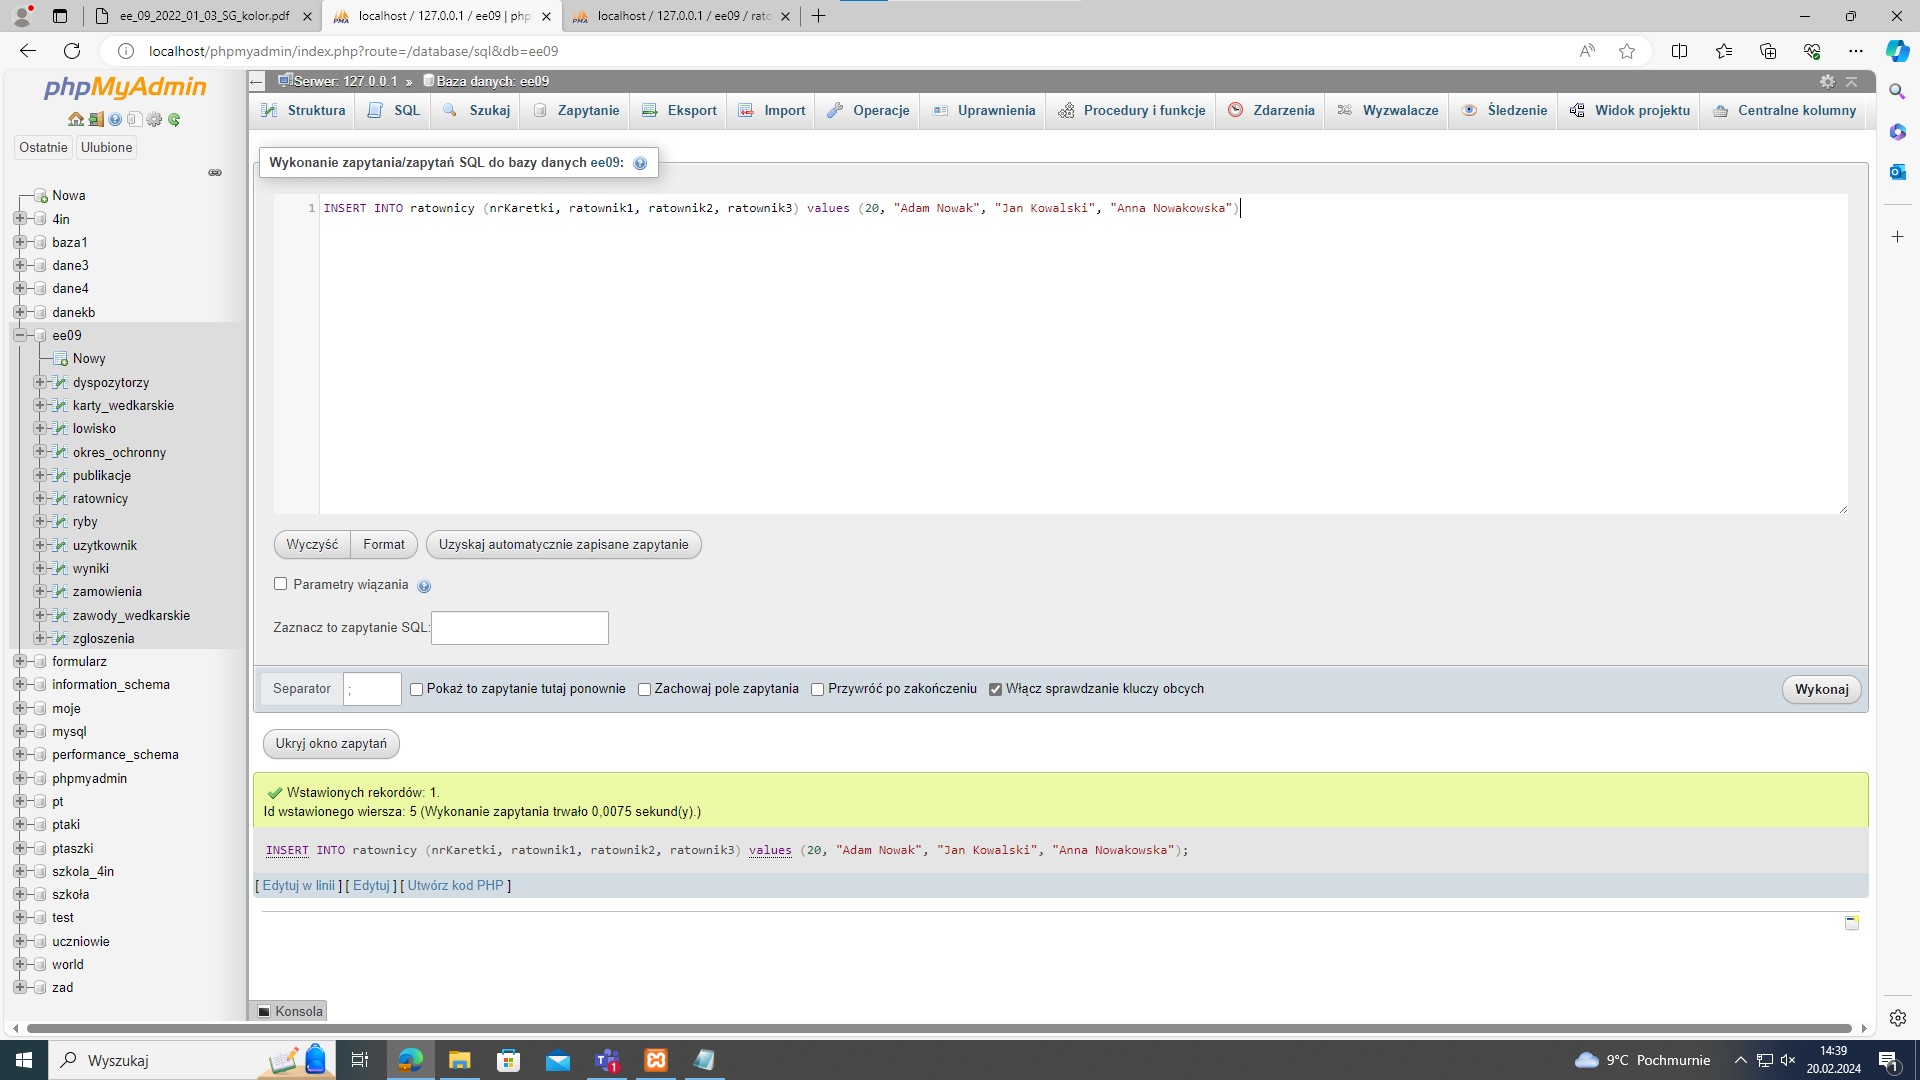 ee_09_2022_01_03_SG_kolor.pdf
localhost / 127.0.0.1 / ee09 | php
localhost / 127.0.0.1 / ee09 / rato
localhost/phpmyadmin/index.php?route=/database/sql&db=ee09
phpMyAdmin
Ostatnie
Ulubione
Nowa
4in
baza1
dane3
dane4
danekb
ee09
Nowy
dyspozytorzy
karty_wedkarskie
lowisko
okres_ochronny
publikacje
ratownicy
ryby
uzytkownik
wyniki
zamowienia
zawody_wedkarskie
zgloszenia
formularz
information_schema
moje
mysql
performance_schema
phpmyadmin
pt
ptaki
ptaszki
szkola_4in
szkoła
test
uczniowie
world
zad
Serwer: 127.0.0.1 » Baza danych: ee09
Struktura
SQL
Szukaj
Zapytanie
Eksport
Import
Operacje
Uprawnienia
Procedury i funkcje
Zdarzenia
Wyzwalacze
Śledzenie
Widok projektu
Centralne kolumny
Wykonanie zapytania/zapytań SQL do bazy danych ee09:
1 INSERT INTO ratownicy (nrKaretki, ratownik1, ratownik2, ratownik3) values (20, "Adam Nowak", "Jan Kowalski", "Anna Nowakowska")
Wyczyść
Format
Uzyskaj automatycznie zapisane zapytanie
Parametry wiązania
Zaznacz to zapytanie SQL:
Separator ;
Pokaż to zapytanie tutaj ponownie
Zachowaj pole zapytania
Przywróć po zakończeniu
Włącz sprawdzanie kluczy obcych
Wykonaj
Ukryj okno zapytań
Wstawionych rekordów: 1.
Id wstawionego wiersza: 5 (Wykonanie zapytania trwało 0,0075 sekund(y).)
INSERT INTO ratownicy (nrKaretki, ratownik1, ratownik2, ratownik3) values (20, "Adam Nowak", "Jan Kowalski", "Anna Nowakowska");
[ Edytuj w linii ] [ Edytuj ] [ Utwórz kod PHP ]
Konsola
Wyszukaj
1
9°C Pochmurnie
14:39
20.02.2024
1